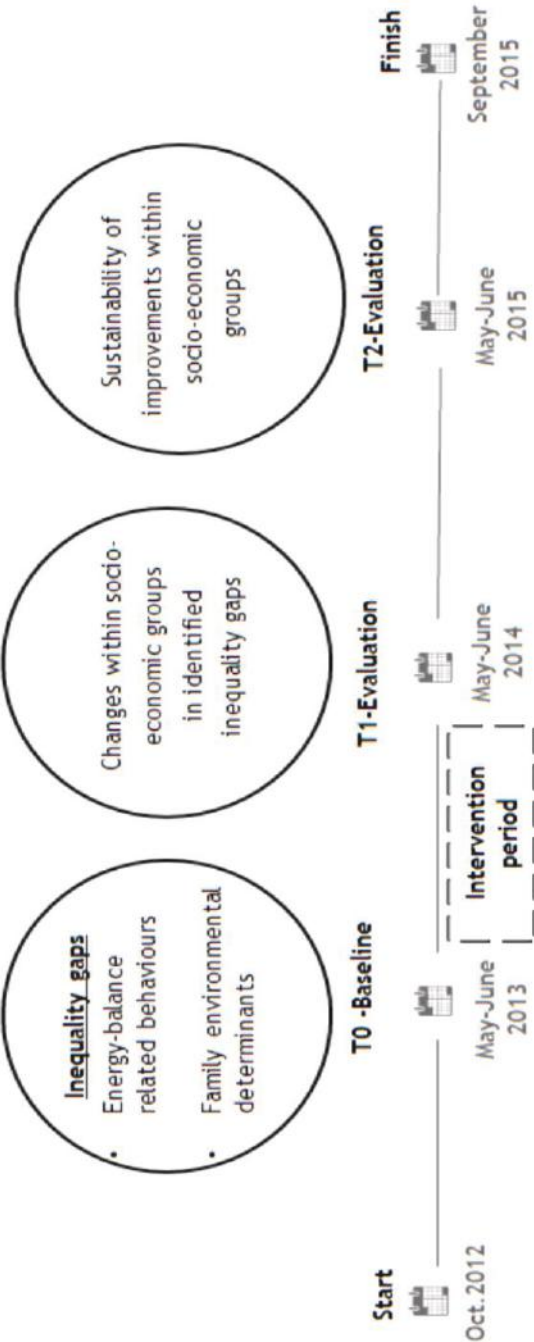 Inequality gaps
• Energy-balance
related behaviours
• Family environmental
determinants
Changes within socio-
economic groups
in identified
inequality gaps
Sustainability of
improvements within
socio-economic
groups
Start
T0 -Baseline
T1-Evaluation
T2-Evaluation
Finish
Oct. 2012
May-June
2013
Intervention
period
May-June
2014
May-June
2015
September
2015